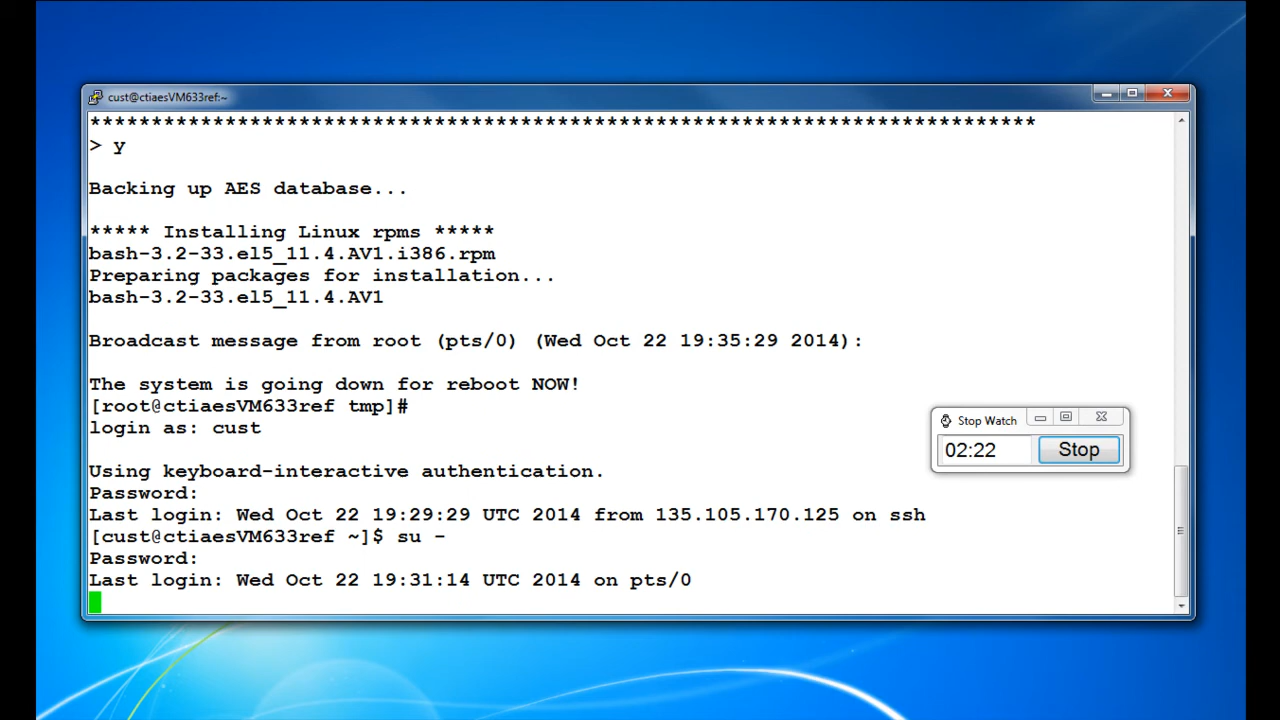 cust@ctiaesVM633ref:~
*****************************************************************************
> y
Backing up AES database...
***** Installing Linux rpms *****
bash-3.2-33.el5_11.4.AV1.i386.rpm
Preparing packages for installation...
bash-3.2-33.el5_11.4.AV1
Broadcast message from root (pts/0) (Wed Oct 22 19:35:29 2014):
The system is going down for reboot NOW!
[root@ctiaesVM633ref tmp]#
login as: cust
Using keyboard-interactive authentication.
Password:
Last login: Wed Oct 22 19:29:29 UTC 2014 from 135.105.170.125 on ssh
[cust@ctiaesVM633ref ~]$ su -
Password:
Last login: Wed Oct 22 19:31:14 UTC 2014 on pts/0
Stop Watch
02:22 Stop